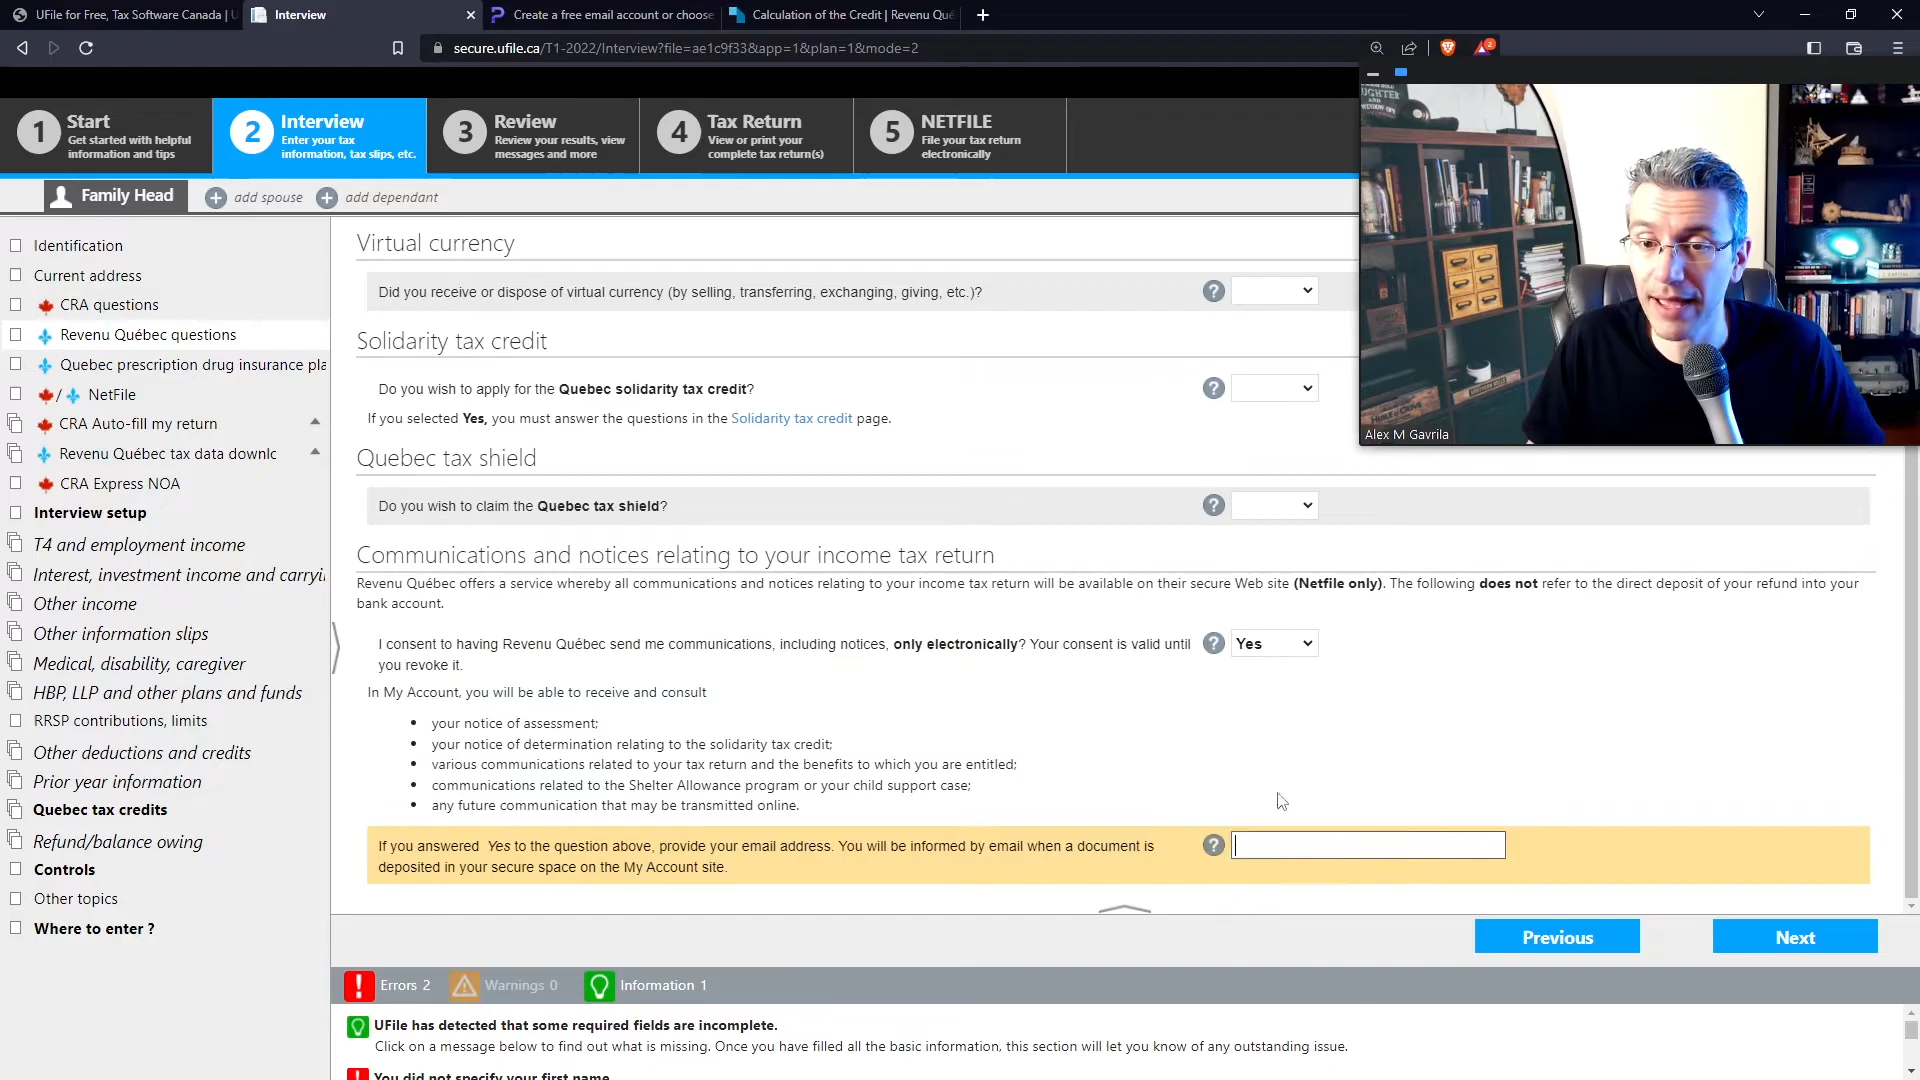 UFile for Free, Tax Software Canada | U
Interview
Create a free email account or choose
Calculation of the Credit | Revenu Qué
secure.ufile.ca/T1-2022/Interview?file=ae1c9f33&app=1&plan=1&mode=2
2
1 Start
Get started with helpful
information and tips
2 Interview
Enter your tax
information, tax slips, etc.
3 Review
Review your results, view
messages and more
4 Tax Return
View or print your
complete tax return(s)
5 NETFILE
File your tax return
electronically
Family Head
add spouse
add dependant
Identification
Current address
CRA questions
Revenu Québec questions
Quebec prescription drug insurance pla
/ NetFile
CRA Auto-fill my return
Revenu Québec tax data downlc
CRA Express NOA
Interview setup
T4 and employment income
Interest, investment income and carryi
Other income
Other information slips
Medical, disability, caregiver
HBP, LLP and other plans and funds
RRSP contributions, limits
Other deductions and credits
Prior year information
Quebec tax credits
Refund/balance owing
Controls
Other topics
Where to enter ?
Virtual currency
Did you receive or dispose of virtual currency (by selling, transferring, exchanging, giving, etc.)?
Solidarity tax credit
Do you wish to apply for the Quebec solidarity tax credit?
If you selected Yes, you must answer the questions in the Solidarity tax credit page.
Quebec tax shield
Do you wish to claim the Quebec tax shield?
Communications and notices relating to your income tax return
Revenu Québec offers a service whereby all communications and notices relating to your income tax return will be available on their secure Web site (Netfile only). The following does not refer to the direct deposit of your refund into your
bank account.
I consent to having Revenu Québec send me communications, including notices, only electronically? Your consent is valid until
you revoke it.
? Yes
In My Account, you will be able to receive and consult
• your notice of assessment;
• your notice of determination relating to the solidarity tax credit;
• various communications related to your tax return and the benefits to which you are entitled;
• communications related to the Shelter Allowance program or your child support case;
• any future communication that may be transmitted online.
If you answered Yes to the question above, provide your email address. You will be informed by email when a document is
deposited in your secure space on the My Account site.
Previous
Next
Errors 2
Warnings 0
Information 1
UFile has detected that some required fields are incomplete.
Click on a message below to find out what is missing. Once you have filled all the basic information, this section will let you know of any outstanding issue.
You did not specify your first name
Alex M Gavrila